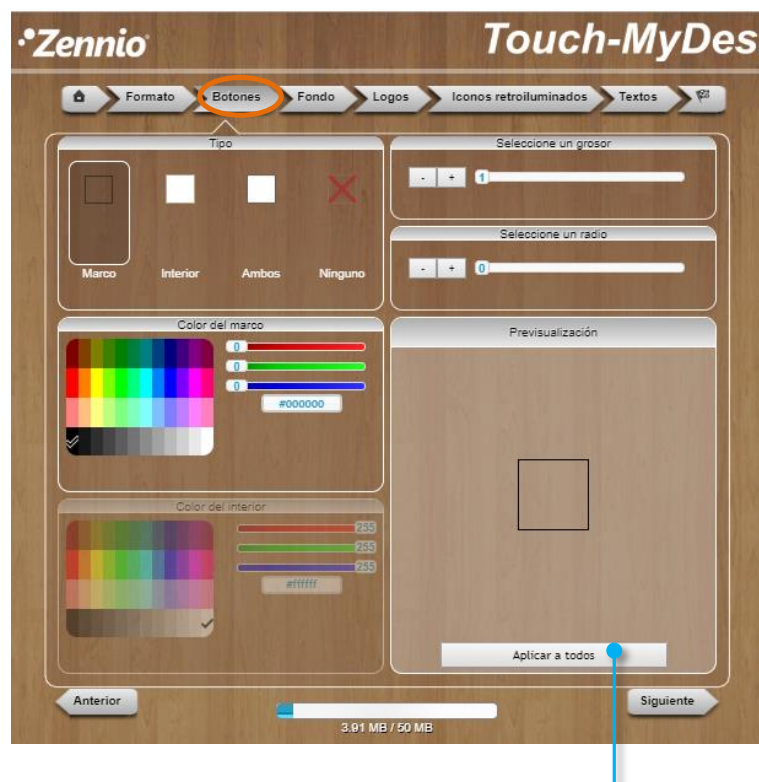 Zennio
Touch-MyDes
Formato Botones Fondo Logos Iconos retroiluminados Textos
Tipo
Marco Interior Ambos Ninguno
Seleccione un grosor
- + 1
Seleccione un radio
- + 0
Color del marco
0
0
0
#000000
Color del interior
255
255
255
#ffffff
Previsualización
Aplicar a todos
Anterior
3.91 MB / 50 MB
Siguiente